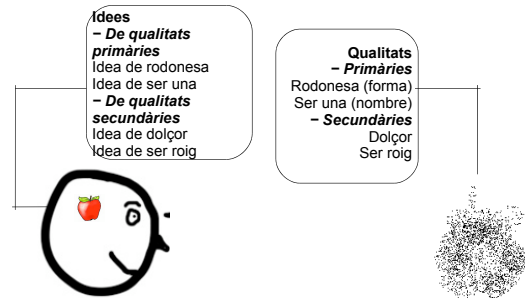 Idees
– De qualitats
primàries
Idea de rodonesa
Idea de ser una
– De qualitats
secundàries
Idea de dolçor
Idea de ser roig
Qualitats
– Primàries
Rodonesa (forma)
Ser una (nombre)
– Secundàries
Dolçor
Ser roig